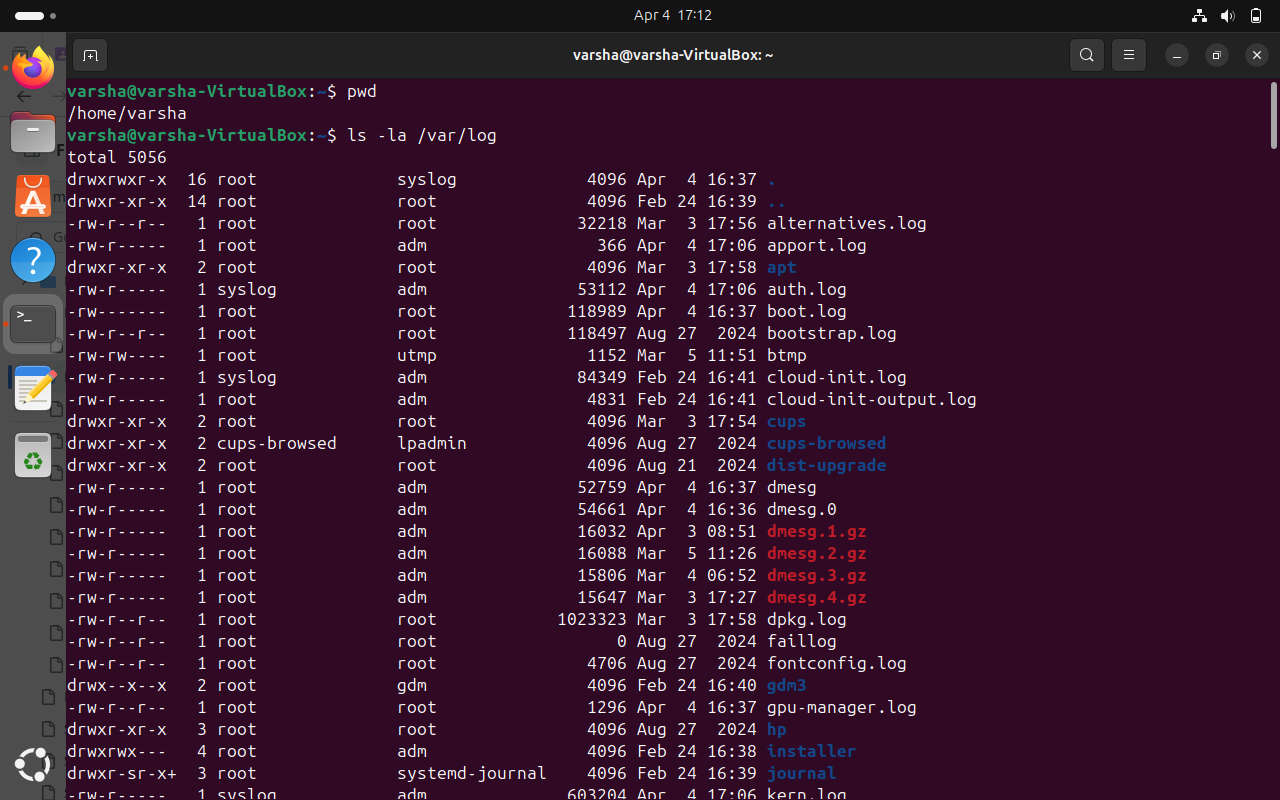 Apr 4 17:12
varsha@varsha-VirtualBox: ~
varsha@varsha-VirtualBox:~$ pwd
/home/varsha
varsha@varsha-VirtualBox:~$ ls -la /var/log
total 5056
drwxrwxr-x  16 root              syslog             4096 Apr  4 16:37 .
drwxr-xr-x  14 root              root               4096 Feb 24 16:39 ..
-rw-r--r--   1 root              root              32218 Mar  3 17:56 alternatives.log
-rw-r-----   1 root              adm                 366 Apr  4 17:06 apport.log
drwxr-xr-x   2 root              root               4096 Mar  3 17:58 apt
-rw-r-----   1 syslog            adm               53112 Apr  4 17:06 auth.log
-rw-------   1 root              root             118989 Apr  4 16:37 boot.log
-rw-r--r--   1 root              root             118497 Aug 27  2024 bootstrap.log
-rw-rw----   1 root              utmp               1152 Mar  5 11:51 btmp
-rw-r-----   1 syslog            adm               84349 Feb 24 16:41 cloud-init.log
-rw-r-----   1 root              adm                4831 Feb 24 16:41 cloud-init-output.log
drwxr-xr-x   2 root              root               4096 Mar  3 17:54 cups
drwxr-xr-x   2 cups-browsed      lpadmin            4096 Aug 27  2024 cups-browsed
drwxr-xr-x   2 root              root               4096 Aug 21  2024 dist-upgrade
-rw-r-----   1 root              adm               52759 Apr  4 16:37 dmesg
-rw-r-----   1 root              adm               54661 Apr  4 16:36 dmesg.0
-rw-r-----   1 root              adm               16032 Apr  3 08:51 dmesg.1.gz
-rw-r-----   1 root              adm               16088 Mar  5 11:26 dmesg.2.gz
-rw-r-----   1 root              adm               15806 Mar  4 06:52 dmesg.3.gz
-rw-r-----   1 root              adm               15647 Mar  3 17:27 dmesg.4.gz
-rw-r--r--   1 root              root            1023323 Mar  3 17:58 dpkg.log
-rw-r--r--   1 root              root                  0 Aug 27  2024 faillog
-rw-r--r--   1 root              root               4706 Aug 27  2024 fontconfig.log
drwx--x--x   2 root              gdm                4096 Feb 24 16:40 gdm3
-rw-r--r--   1 root              root               1296 Apr  4 16:37 gpu-manager.log
drwxr-xr-x   3 root              root               4096 Aug 27  2024 hp
drwxrwx---   4 root              adm                4096 Feb 24 16:38 installer
drwxr-sr-x+  3 root              systemd-journal    4096 Feb 24 16:39 journal
-rw-r-----   1 syslog            adm              603204 Apr  4 17:06 kern.log